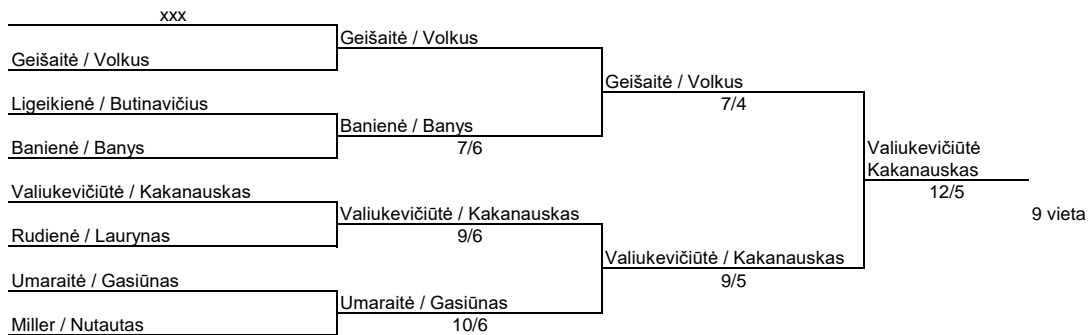 xxx
Geišaitė / Volkus
Geišaitė / Volkus
Geišaitė / Volkus
7/4
Ligeikienė / Butinavičius
Banienė / Banys
7/6
Banienė / Banys
Valiukevičiūtė
Kakanauskas
12/5
9 vieta
Valiukevičiūtė / Kakanauskas
Valiukevičiūtė / Kakanauskas
9/6
Rudienė / Laurynas
Valiukevičiūtė / Kakanauskas
9/5
Umaraitė / Gasiūnas
Umaraitė / Gasiūnas
10/6
Miller / Nutautas